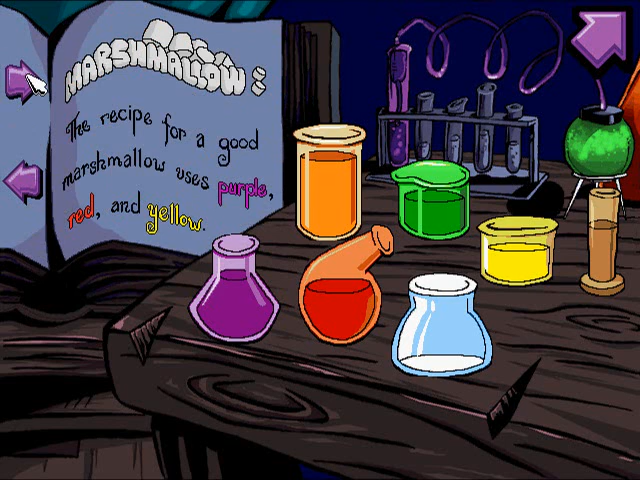 MARSHMALLOW:
The recipe for a good
marshmallow uses purple,
red, and yellow.